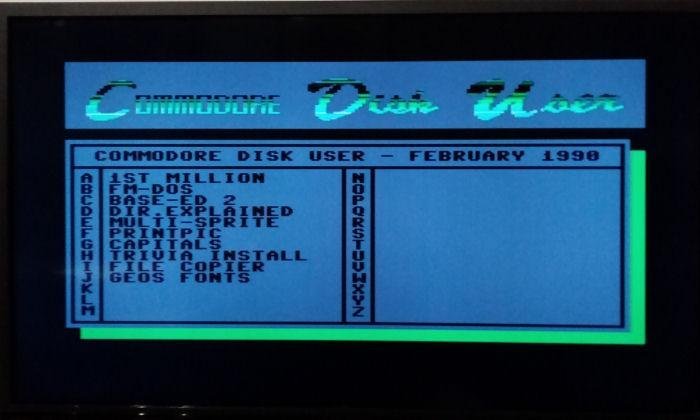 Commodore Disk User
COMMODORE DISK USER - FEBRUARY 1990
A 1ST MILLION N
B FM-DOS O
C BASE-ED 2 P
D DIR.EXPLAINED Q
E MULTI-SPRITE R
F PRINTPIC S
G CAPITALS T
H TRIVIA INSTALL U
I FILE COPIER V
J GEOS FONTS W
K X
L Y
M Z